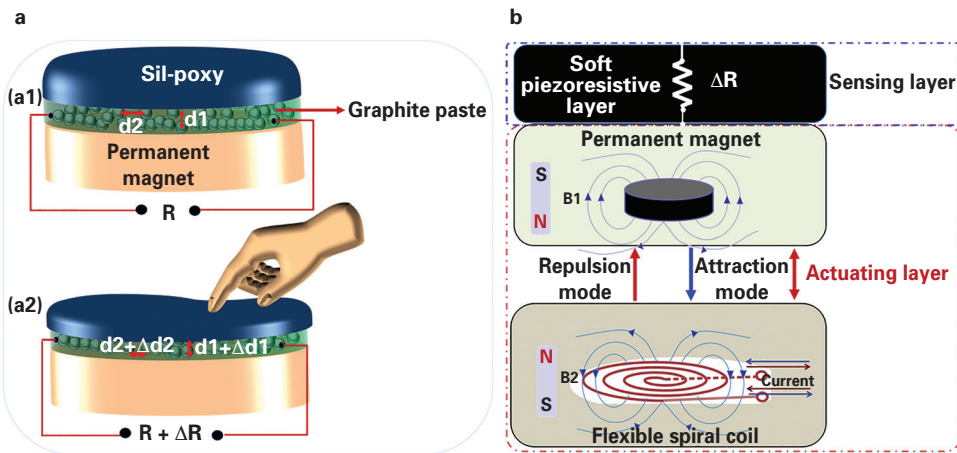 a
Sil-poxy
(a1)
Graphite paste
d2
d1
Permanent
magnet
R
(a2)
d2+Δd2
d1+Δd1
R + ΔR
b
Soft
piezoresistive
layer
ΔR
Sensing layer
Permanent magnet
S
N
B1
Repulsion
mode
Attraction
mode
Actuating layer
N
S
B2
Current
Flexible spiral coil